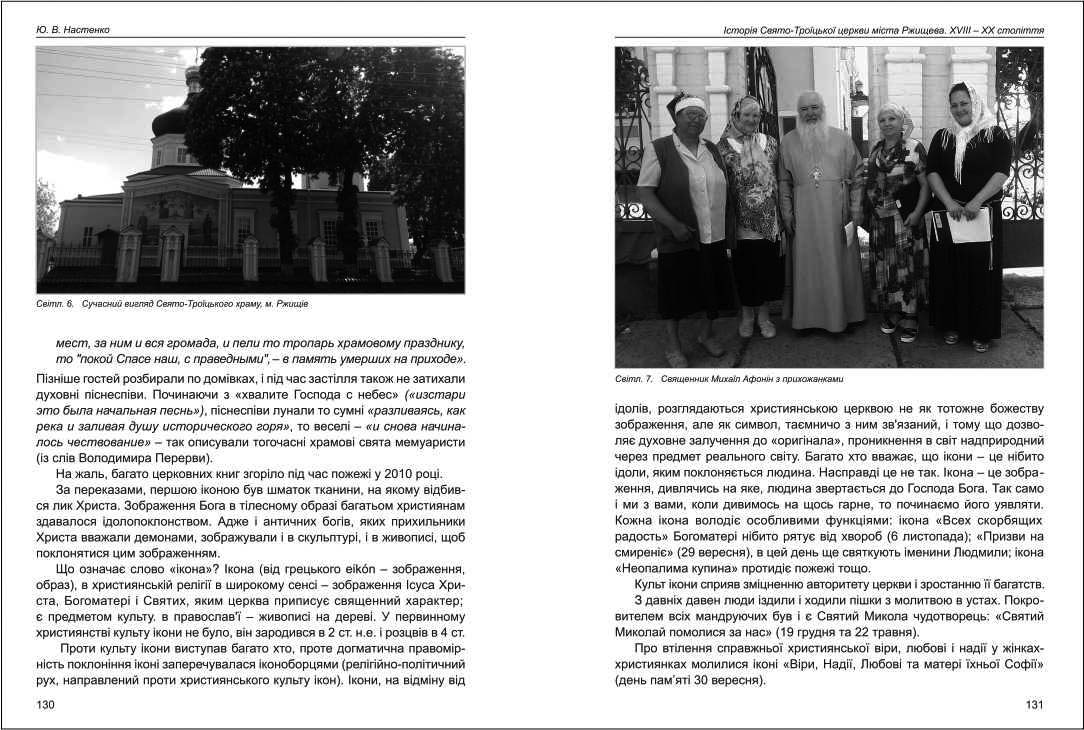 Ю. В. Настенко
Світл. 6. Сучасний вигляд Свято-Троїцького храму, м. Ржищів
мест, за ним и вся громада, и пели то тропарь храмовому празднику,
то "покой Спасе наш, с праведными", – в память умерших на приходе».
Пізніше гостей розбирали по домівках, і під час застілля також не затихали
духовні піснеспіви. Починаючи з «хвалите Господа с небес» («изстари
это была начальная песнь»), піснеспіви лунали то сумні «разливаясь, как
река и заливая душу исторического горя», то веселі – «и снова начина-
лось чествование» – так описували тогочасні храмові свята мемуаристи
(із слів Володимира Перерви).
На жаль, багато церковних книг згоріло під час пожежі у 2010 році.
За переказами, першою іконою був шматок тканини, на якому відбив-
ся лик Христа. Зображення Бога в тілесному образі багатьом християнам
здавалося ідолопоклонством. Адже і античних богів, яких прихильники
Христа вважали демонами, зображували і в скульптурі, і в живописі, щоб
поклонятися цим зображенням.
Що означає слово «ікона»? Ікона (від грецького eikón – зображення,
образ), в християнській релігії в широкому сенсі – зображення Ісуса Хри-
ста, Богоматері і Святих, яким церква приписує священний характер;
є предметом культу. в православ'ї – живописі на дереві. У первинному
християнстві культу ікони не було, він зародився в 2 ст. н.е. і розцвів в 4 ст.
Проти культу ікони виступав багато хто, проте догматична правомір-
ність поклоніння іконі заперечувалася іконоборцями (релігійно-політичний
рух, направлений проти християнського культу ікон). Ікони, на відміну від
130
Історія Свято-Троїцької церкви міста Ржищева. XVIII – XX століття
Світл. 7. Священник Михаїл Афонін з прихожанками
ідолів, розглядаються християнською церквою не як тотожне божеству
зображення, але як символ, таємничо з ним зв'язаний, і тому що дозво-
ляє духовне залучення до «оригінала», проникнення в світ надприродний
через предмет реального світу. Багато хто вважає, що ікони – це нібито
ідоли, яким поклоняється людина. Насправді це не так. Ікона – це зобра-
ження, дивлячись на яке, людина звертається до Господа Бога. Так само
і ми з вами, коли дивимось на щось гарне, то починаємо його уявляти.
Кожна ікона володіє особливими функціями: ікона «Всех скорбящих
радость» Богоматері нібито рятує від хвороб (6 листопада); «Призви на
смиреніє» (29 вересня), в цей день ще святкують іменини Людмили; ікона
«Неопалима купина» протидіє пожежі тощо.
Культ ікони сприяв зміцненню авторитету церкви і зростанню її багатств.
З давніх давен люди їздили і ходили пішки з молитвою в устах. Покро-
вителем всіх мандруючих був і є Святий Микола чудотворець: «Святий
Миколай помолися за нас» (19 грудня та 22 травня).
Про втілення справжньої християнської віри, любові і надії у жінках-
християнках молилися іконі «Віри, Надії, Любові та матері їхньої Софії»
(день пам’яті 30 вересня).
131